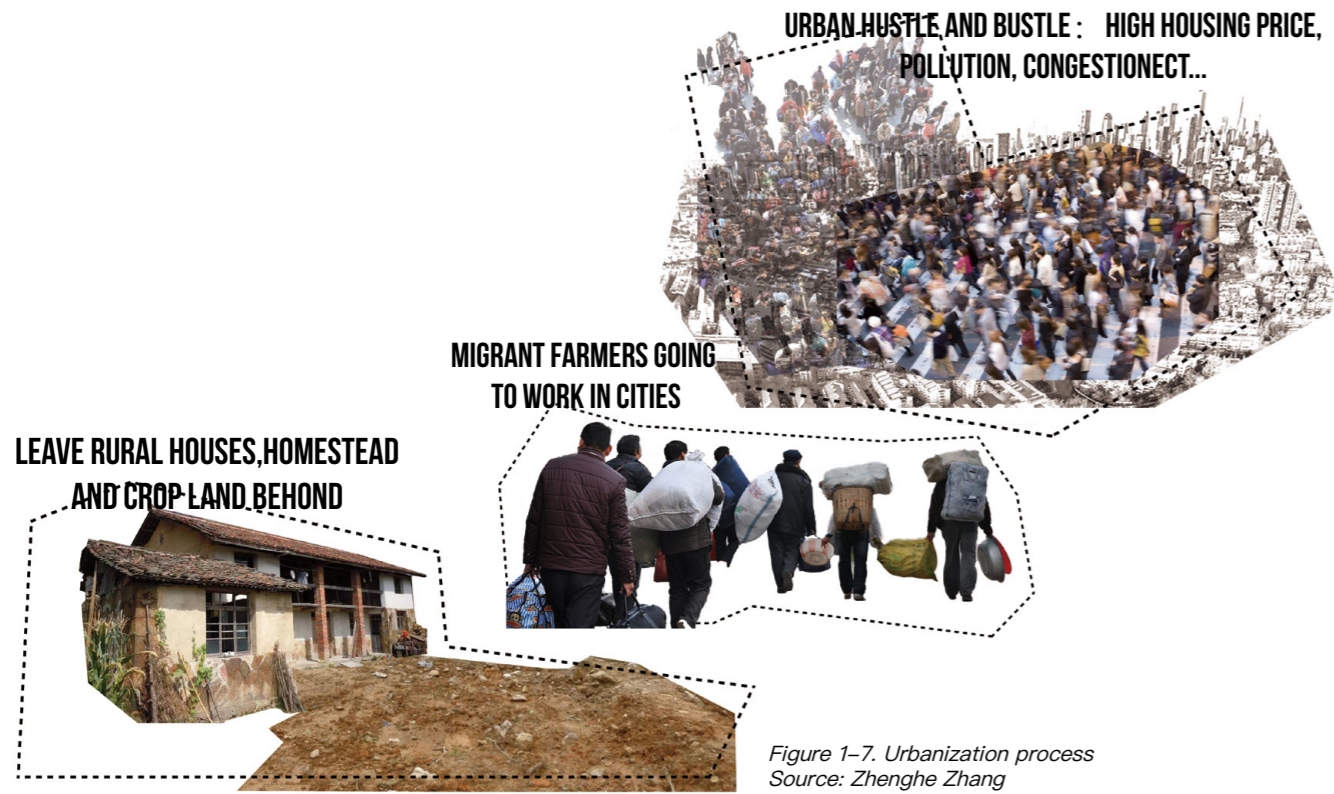 URBAN HUSTLE AND BUSTLE： HIGH HOUSING PRICE,
POLLUTION, CONGESTIONECT...
MIGRANT FARMERS GOING
TO WORK IN CITIES
LEAVE RURAL HOUSES,HOMESTEAD
AND CROP LAND BEHOND
Figure 1–7. Urbanization process
Source: Zhenghe Zhang